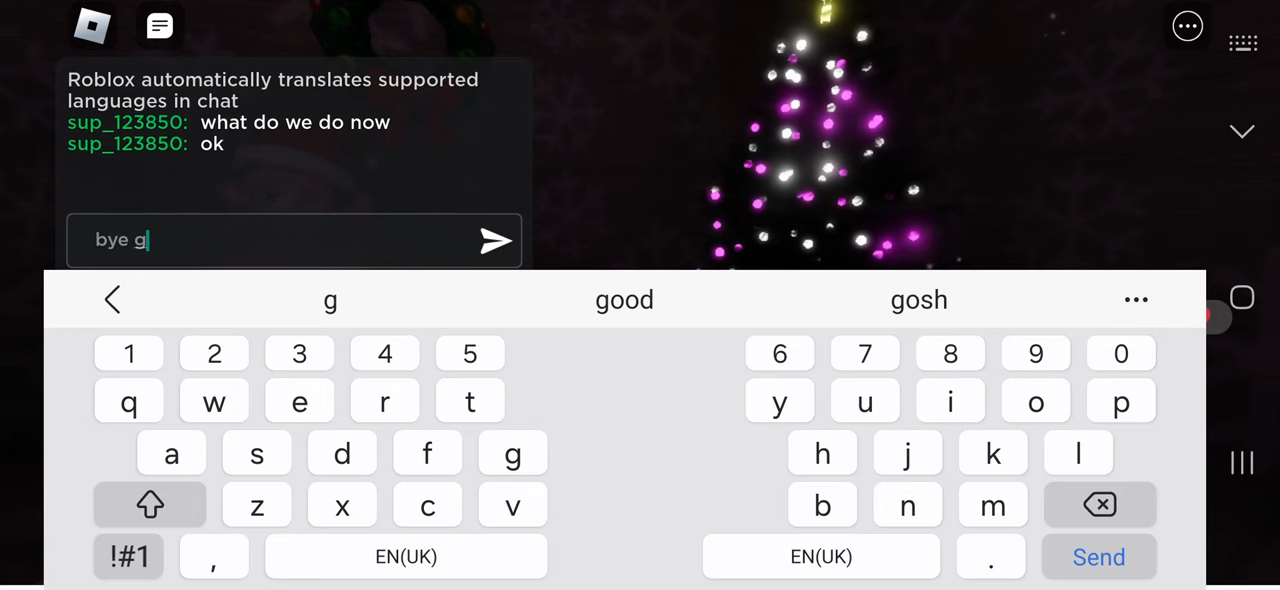 Roblox automatically translates supported
languages in chat
sup_123850: what do we do now
sup_123850: ok
bye g
g good gosh
1 2 3 4 5 6 7 8 9 0
q w e r t y u i o p
a s d f g h j k l
z x c v b n m
!#1 , EN(UK) EN(UK) . Send